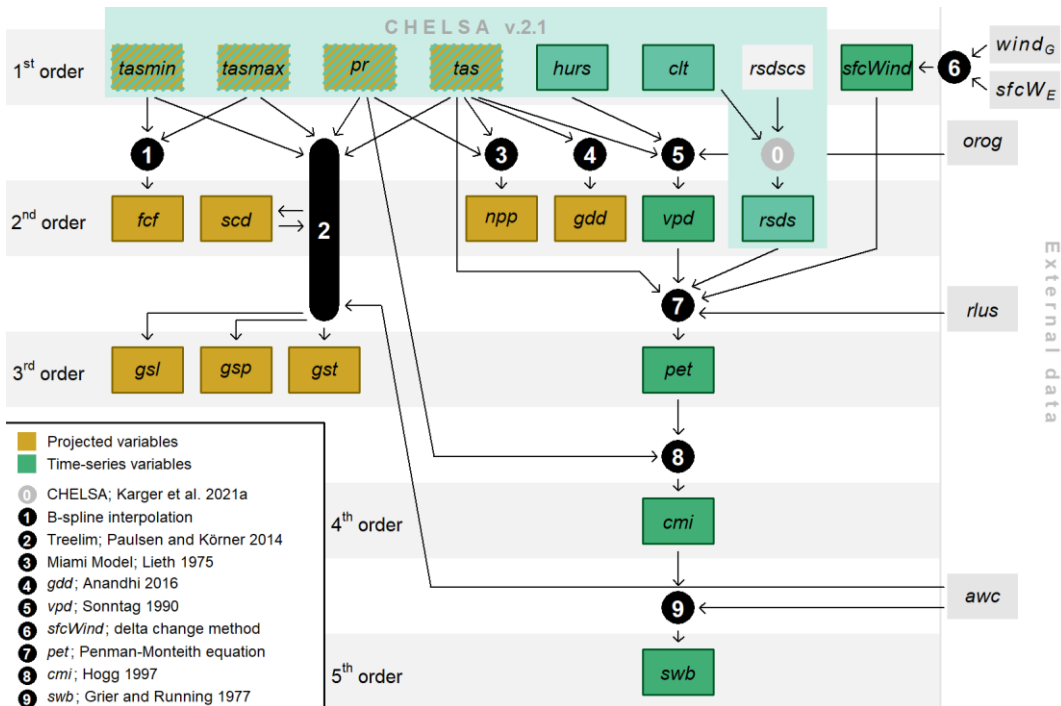 CHELSA v.2.1
1st order
tasmin
tasmax
pr
tas
hurs
clt
rsdscs
sfcWind
6
windG
sfcWE
1
3
4
5
0
orog
2nd order
fcf
scd
2
npp
gdd
vpd
rsds
7
rlus
External data
3rd order
gsl
gsp
gst
pet
8
Projected variables
Time-series variables
0 CHELSA; Karger et al. 2021a
1 B-spline interpolation
2 Treelim; Paulsen and Körner 2014
3 Miami Model; Lieth 1975
4 gdd; Anandhi 2016
5 vpd; Sonntag 1990
6 sfcWind; delta change method
7 pet; Penman-Monteith equation
8 cmi; Hogg 1997
9 swb; Grier and Running 1977
4th order
cmi
9
awc
5th order
swb